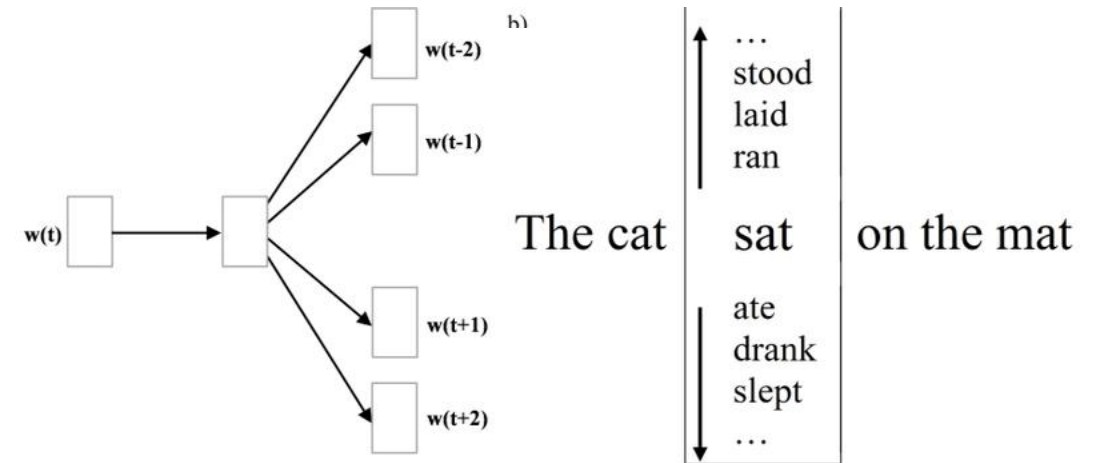 w(t-2)
w(t-1)
w(t)
w(t+1)
w(t+2)
b)
...
stood
laid
ran
The cat sat on the mat
ate
drank
slept
...